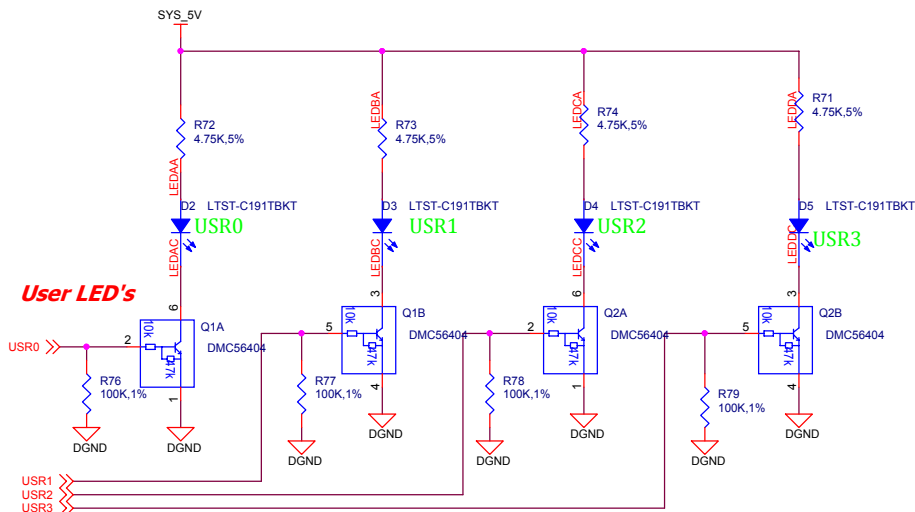 SYS_5V
R72
4.75K,5%
LEDAA
D2 LTST-C191TBKT
USR0
LEDAC
LEDBA
R73
4.75K,5%
D3 LTST-C191TBKT
USR1
LEDBC
LEDCA
R74
4.75K,5%
D4 LTST-C191TBKT
USR2
LEDCC
LEDDA
R71
4.75K,5%
D5 LTST-C191TBKT
USR3
LEDDC
User LED's
USR0
2
6
10k
47k
1
Q1A
DMC56404
R76
100K,1%
DGND
DGND
5
3
10k
47k
4
Q1B
DMC56404
R77
100K,1%
DGND
DGND
2
6
10k
47k
1
Q2A
DMC56404
R78
100K,1%
DGND
DGND
5
3
10k
47k
4
Q2B
DMC56404
R79
100K,1%
DGND
DGND
USR1
USR2
USR3